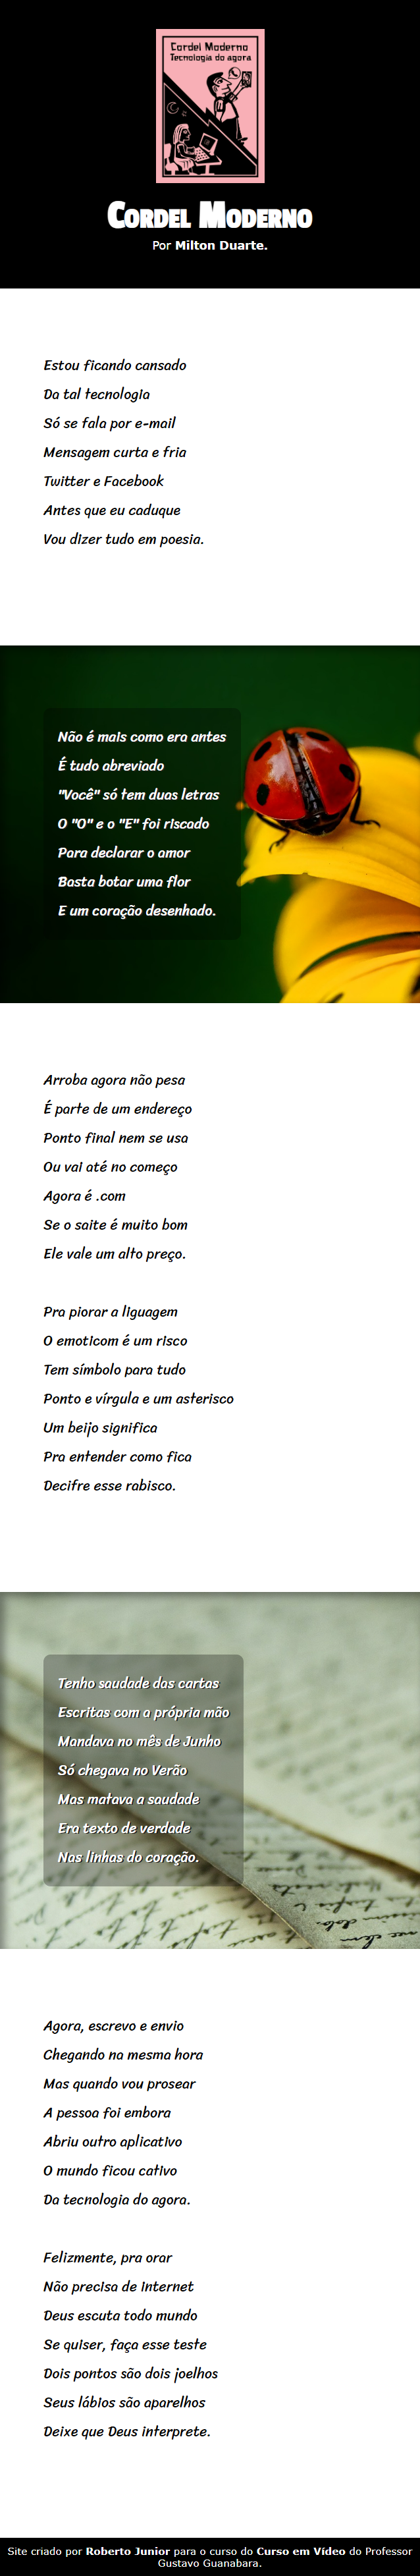 Cordel Moderno
Tecnologia do agora
Cordel Moderno
Por Milton Duarte.
Estou ficando cansado
Da tal tecnologia
Só se fala por e-mail
Mensagem curta e fria
Twitter e Facebook
Antes que eu caduque
Vou dizer tudo em poesia.
Não é mais como era antes
É tudo abreviado
"Você" só tem duas letras
O "O" e o "E" foi riscado
Para declarar o amor
Basta botar uma flor
E um coração desenhado.
Arroba agora não pesa
É parte de um endereço
Ponto final nem se usa
Ou vai até no começo
Agora é .com
Se o saite é muito bom
Ele vale um alto preço.
Pra piorar a liguagem
O emoticom é um risco
Tem símbolo para tudo
Ponto e vírgula e um asterisco
Um beijo significa
Pra entender como fica
Decifre esse rabisco.
Tenho saudade das cartas
Escritas com a própria mão
Mandava no mês de Junho
Só chegava no Verão
Mas matava a saudade
Era texto de verdade
Nas linhas do coração.
Agora, escrevo e envio
Chegando na mesma hora
Mas quando vou prosear
A pessoa foi embora
Abriu outro aplicativo
O mundo ficou cativo
Da tecnologia do agora.
Felizmente, pra orar
Não precisa de Internet
Deus escuta todo mundo
Se quiser, faça esse teste
Dois pontos são dois joelhos
Seus lábios são aparelhos
Deixe que Deus interprete.
Site criado por Roberto Junior para o curso do Curso em Vídeo do Professor
Gustavo Guanabara.